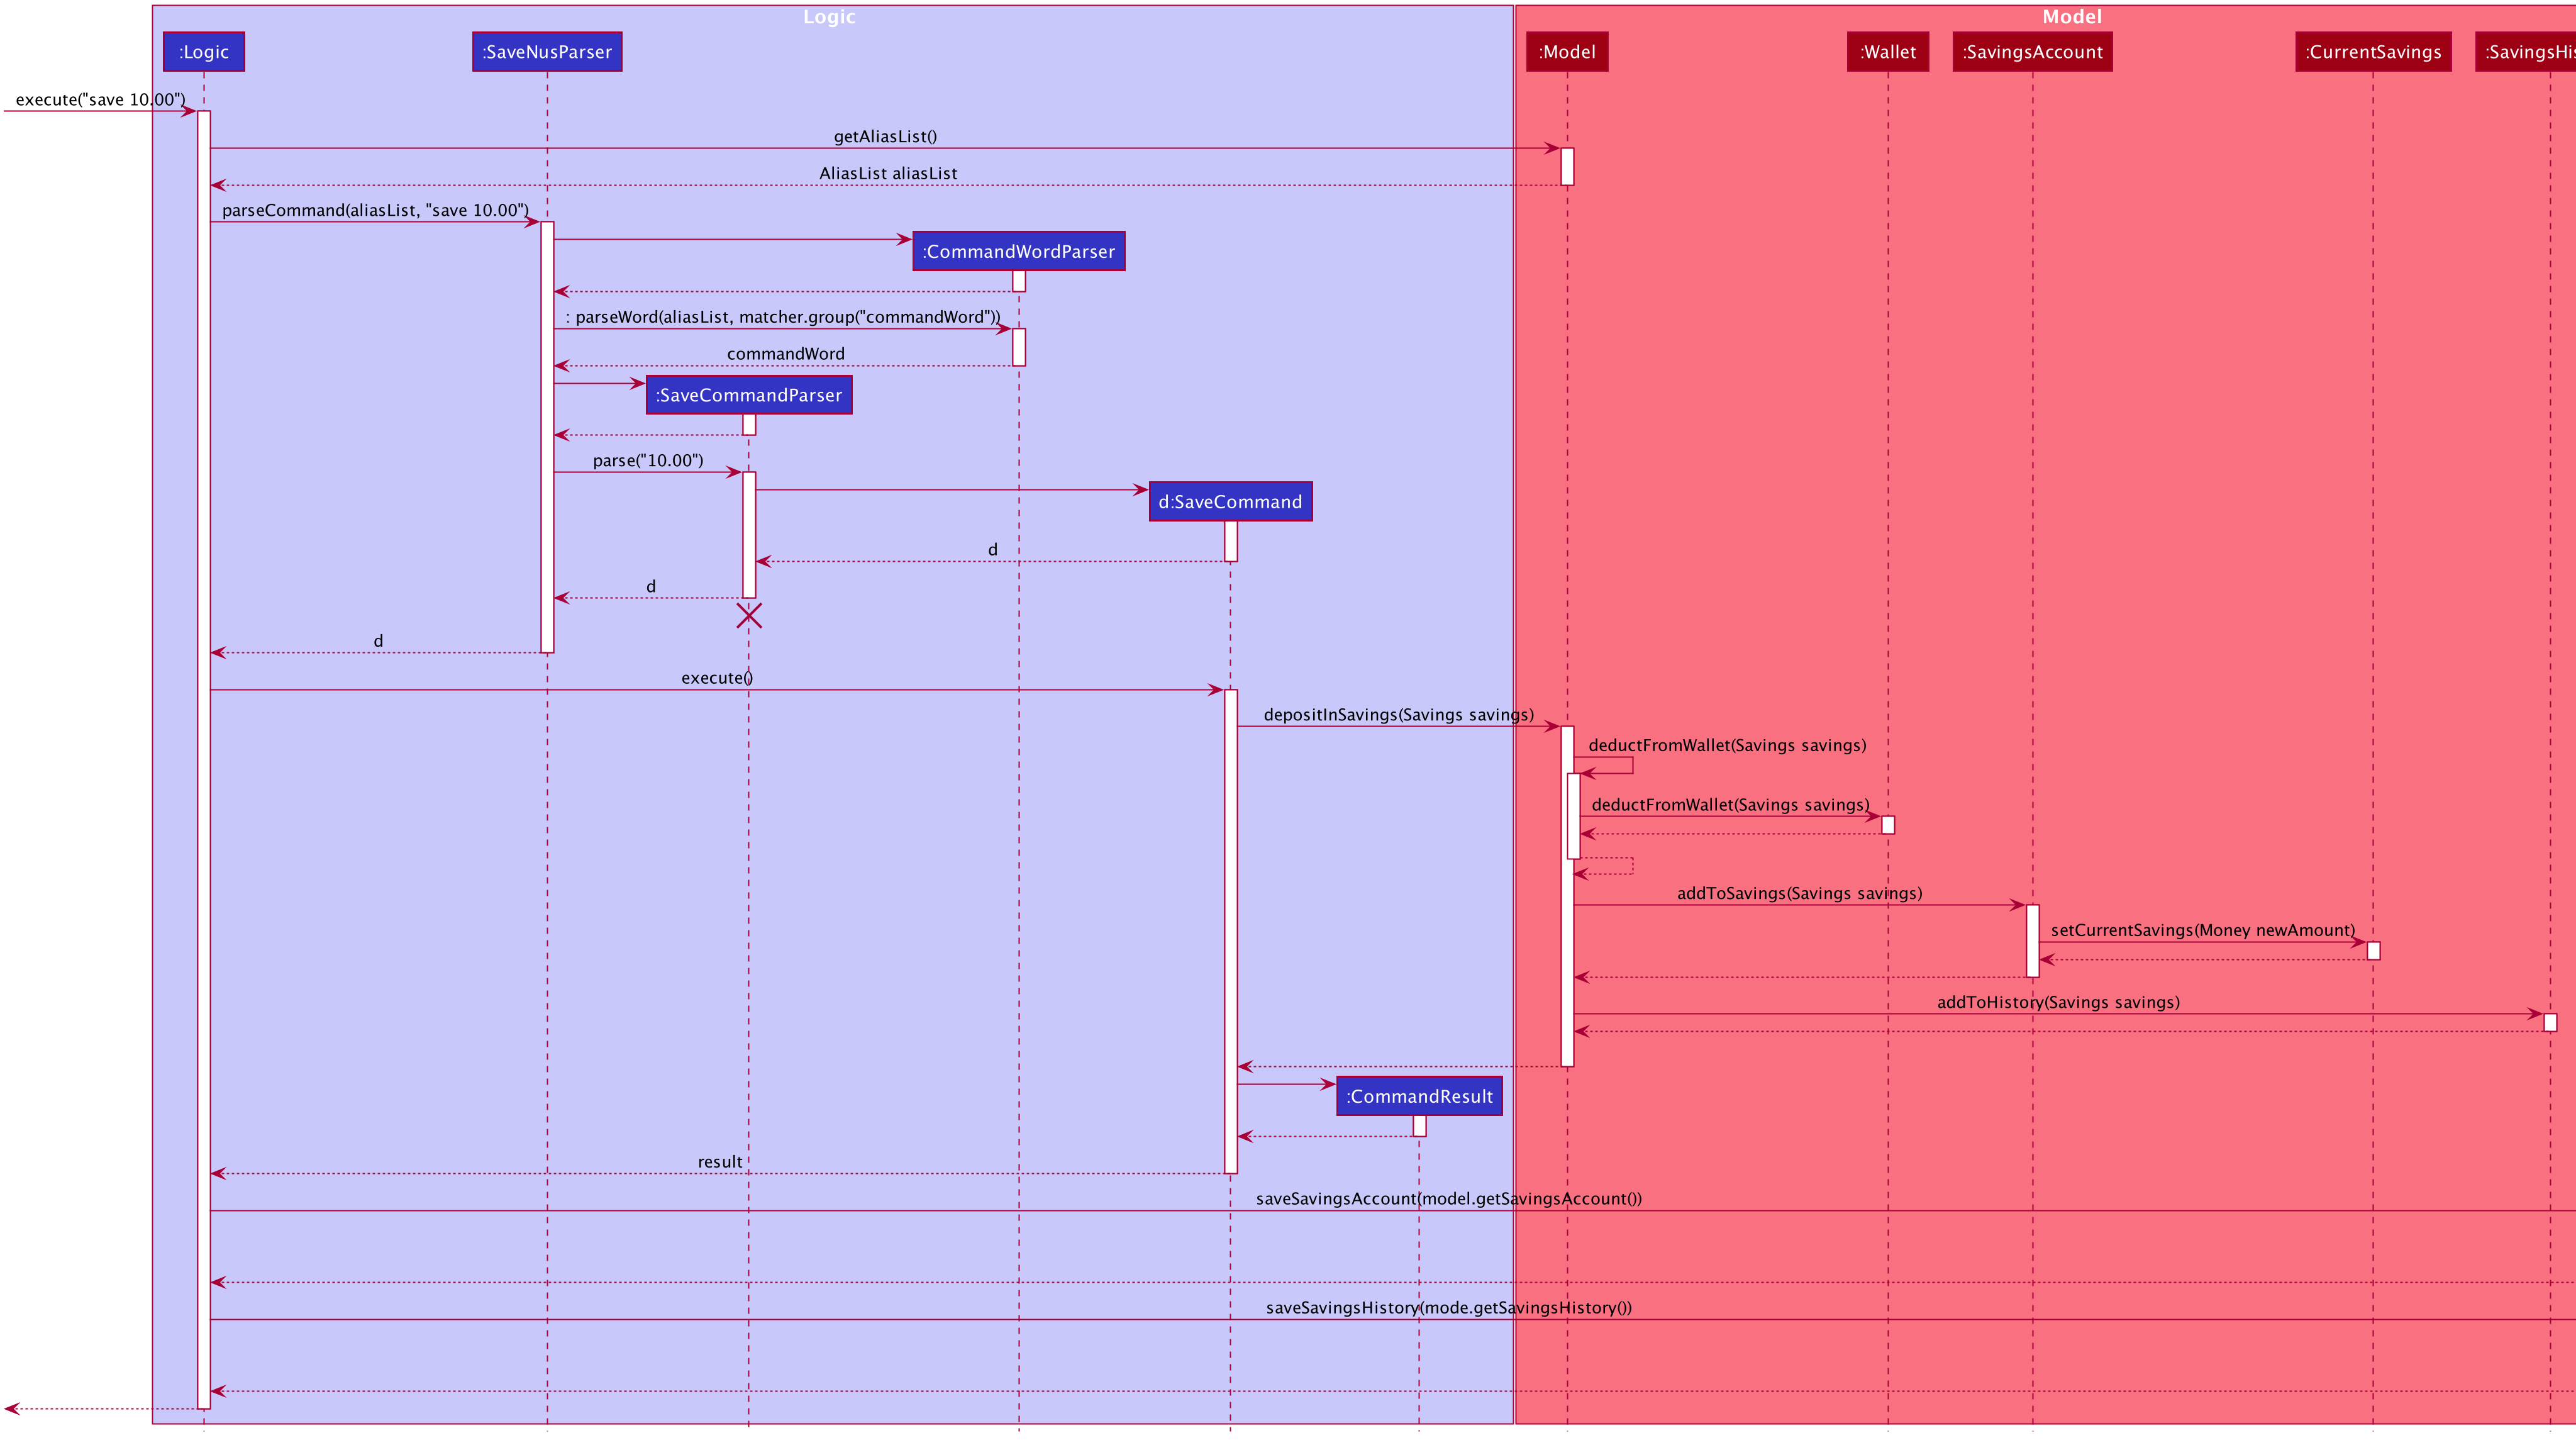 Logic
Model
:Logic
:SaveNusParser
:Model
:Wallet
:SavingsAccount
:CurrentSavings
execute("save 10.00")
getAliasList()
AliasList aliasList
parseCommand(aliasList, "save 10.00")
:CommandWordParser
: parseWord(aliasList, matcher.group("commandWord"))
commandWord
:SaveCommandParser
parse("10.00")
d:SaveCommand
d
d
d
execute()
depositInSavings(Savings savings)
deductFromWallet(Savings savings)
deductFromWallet(Savings savings)
addToSavings(Savings savings)
setCurrentSavings(Money newAmount)
addToHistory(Savings savings)
:CommandResult
result
saveSavingsAccount(model.getSavingsAccount())
saveSavingsHistory(mode.getSavingsHistory())